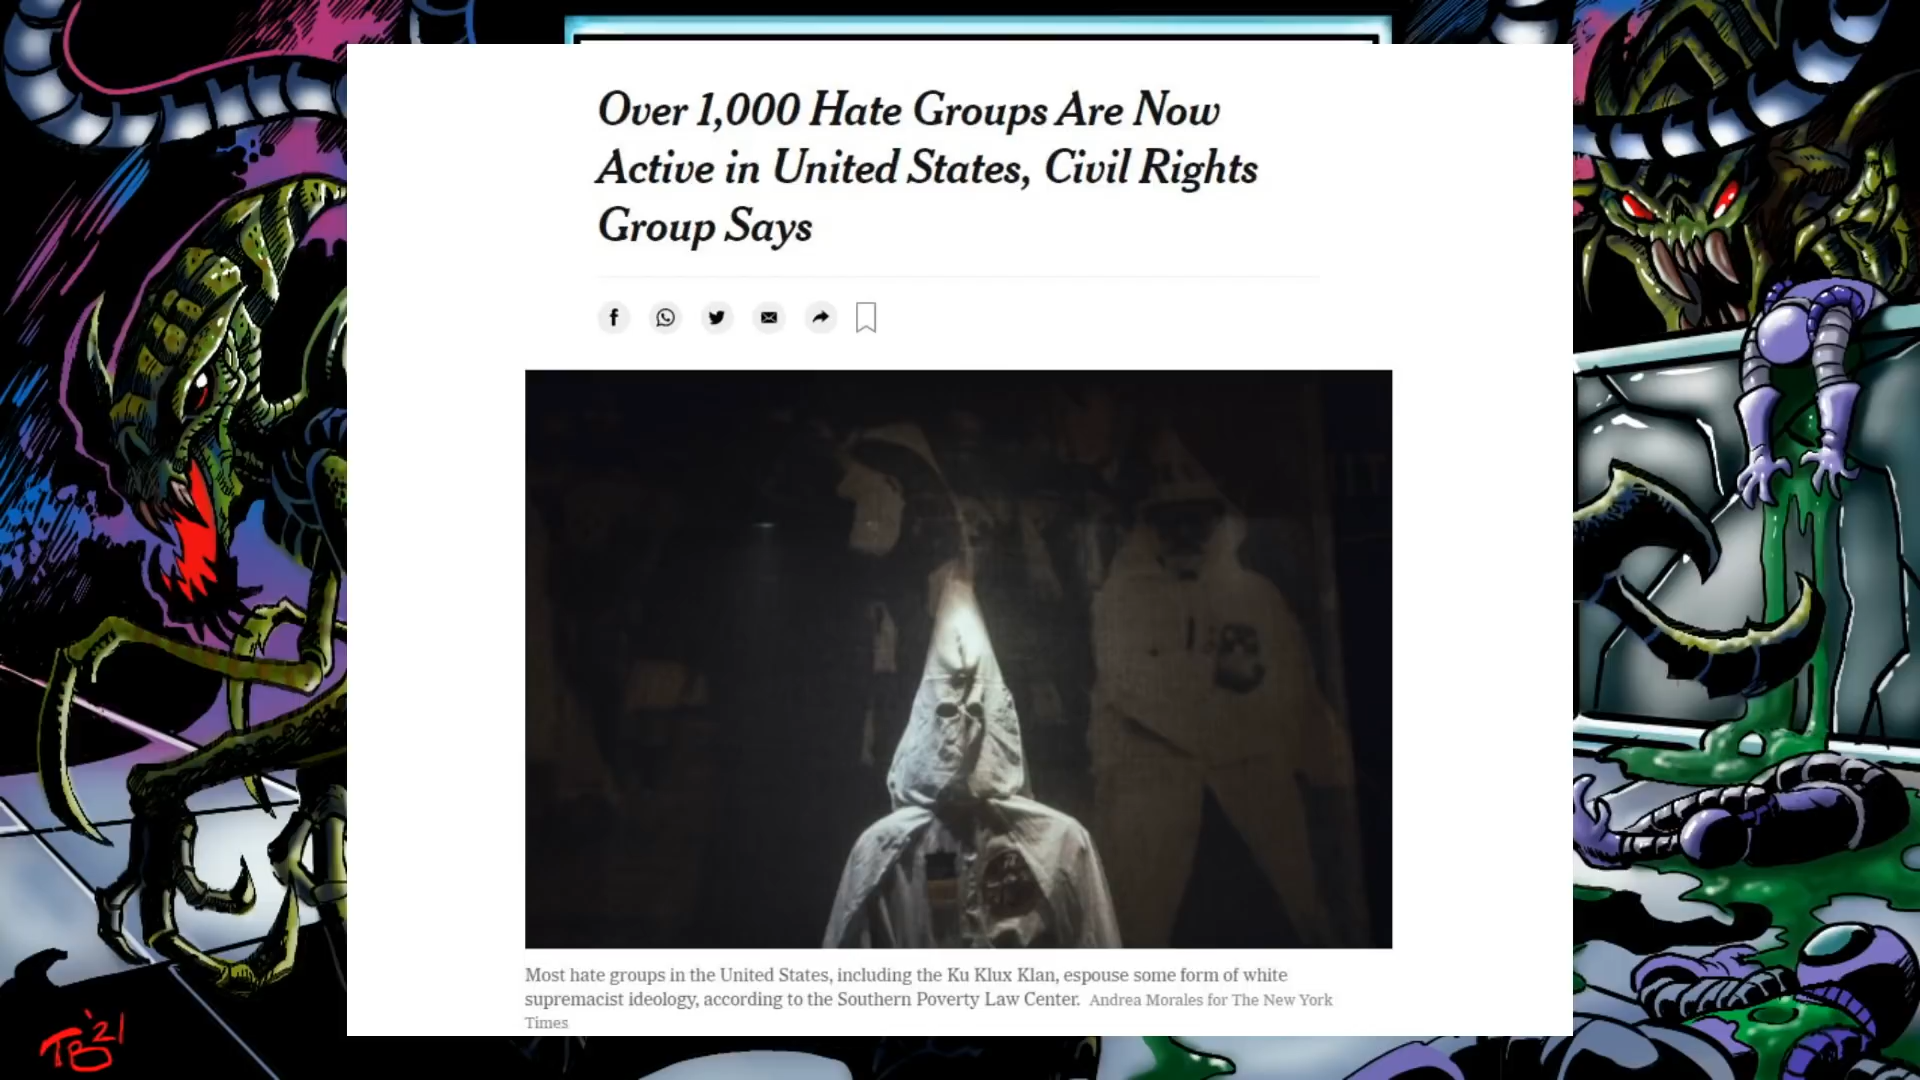 Over 1,000 Hate Groups Are Now
Active in United States, Civil Rights
Group Says
Most hate groups in the United States, including the Ku Klux Klan, espouse some form of white
supremacist ideology, according to the Southern Poverty Law Center. Andrea Morales for The New York
Times
TB '21